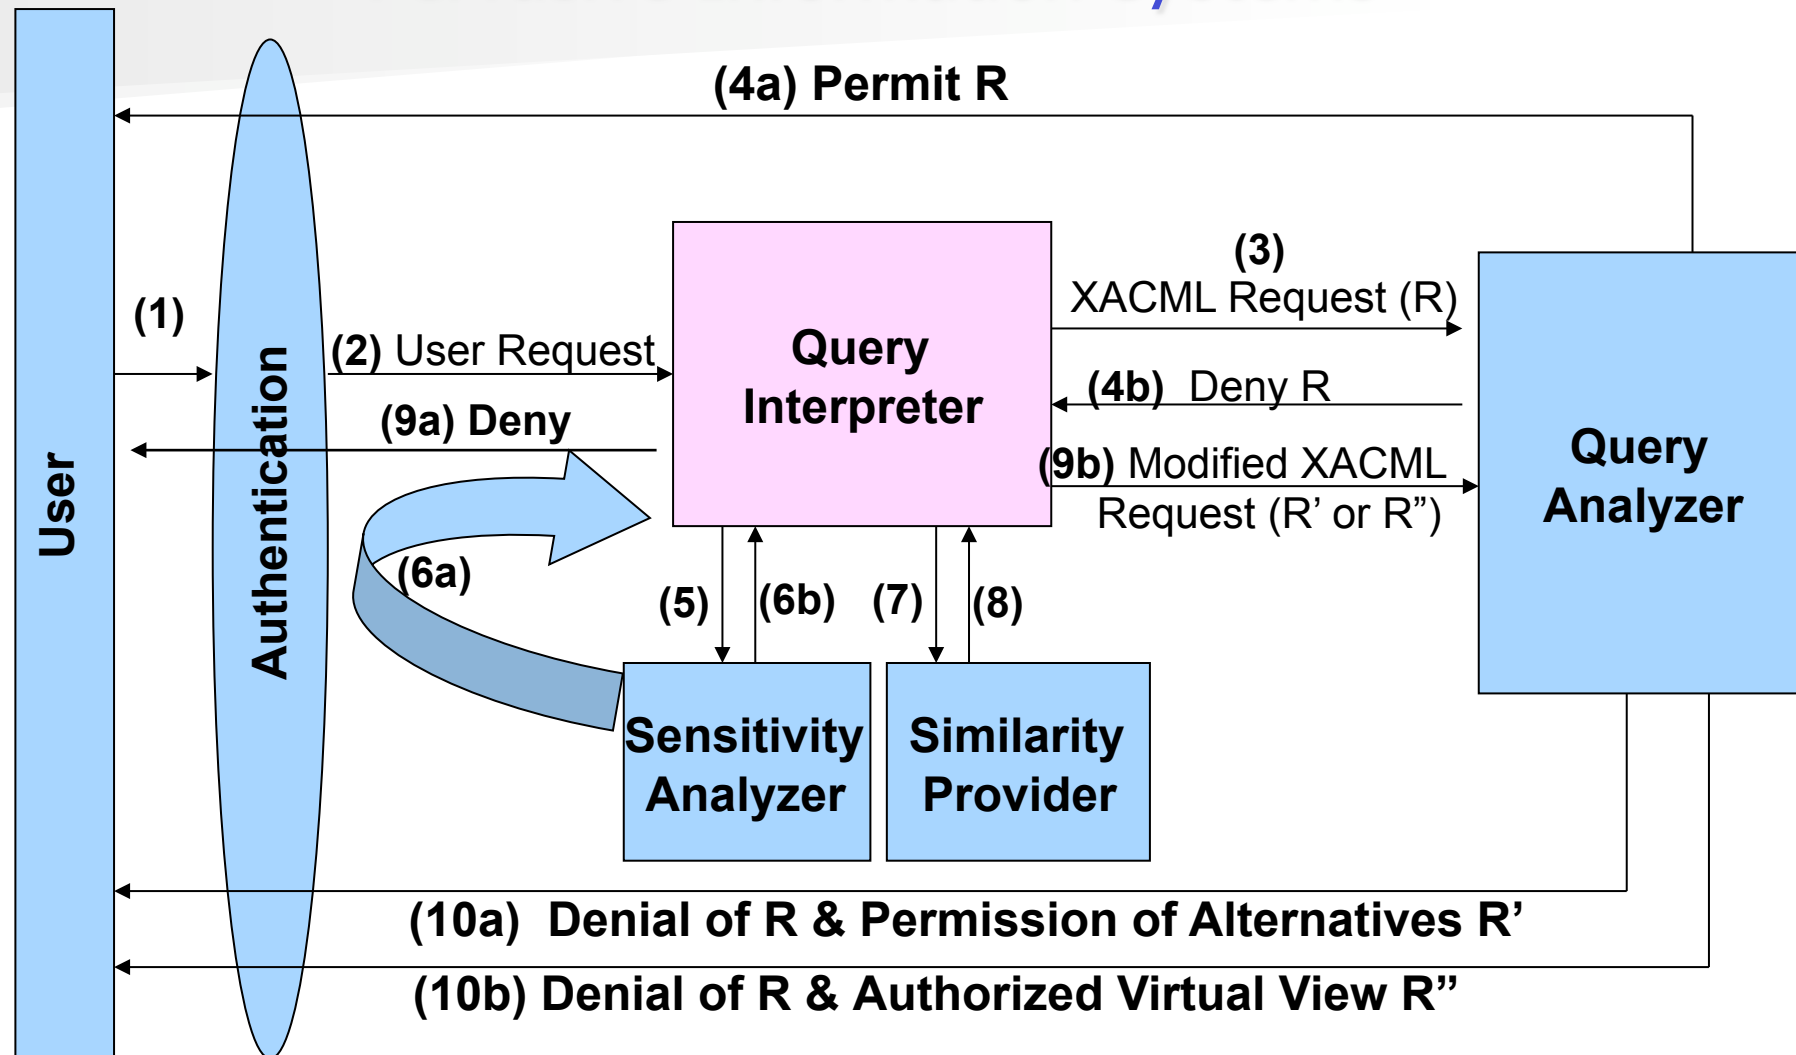 (4a) Permit R
(3)
XACML Request (R)
(1)
(2) User Request
Query
Interpreter
(4b) Deny R
(9a) Deny
(9b) Modified XACML
Request (R’ or R”)
Query
Analyzer
User
Authentication
(6a)
(5)
(6b)
(7)
(8)
Sensitivity
Analyzer
Similarity
Provider
(10a) Denial of R & Permission of Alternatives R’
(10b) Denial of R & Authorized Virtual View R”